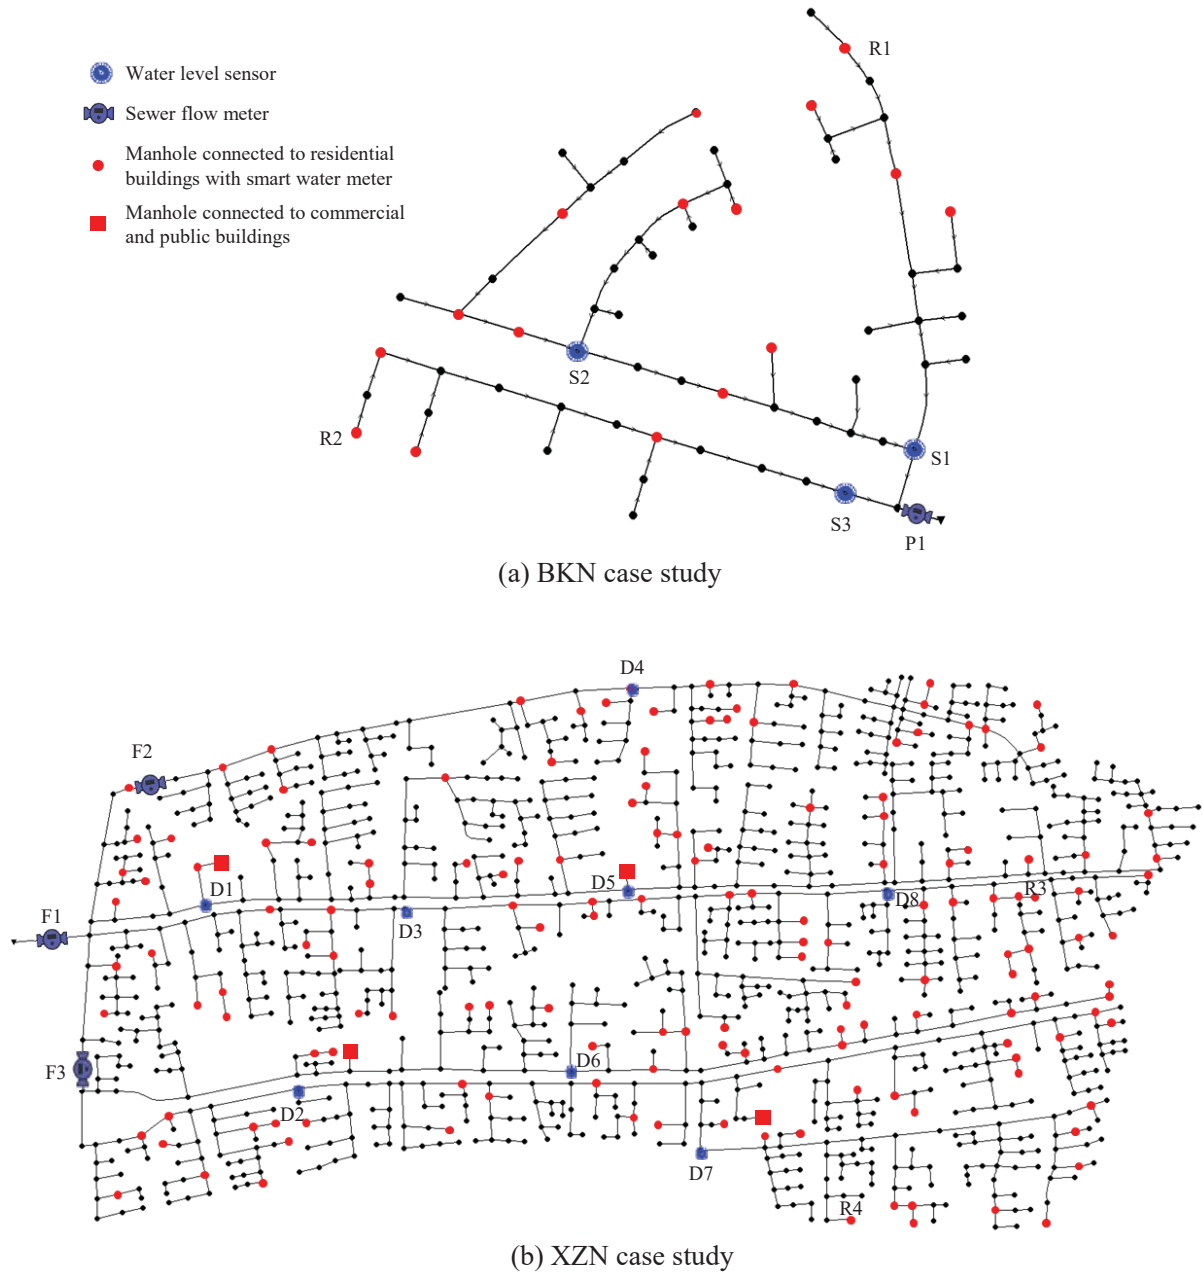 R1
Water level sensor
Sewer flow meter
Manhole connected to residential
buildings with smart water meter
Manhole connected to commercial
and public buildings
S2
R2
S1
S3
P1
(a) BKN case study
D4
F2
D1
D5
R3
D8
D3
F1
D6
F3
D2
D7
R4
(b) XZN case study